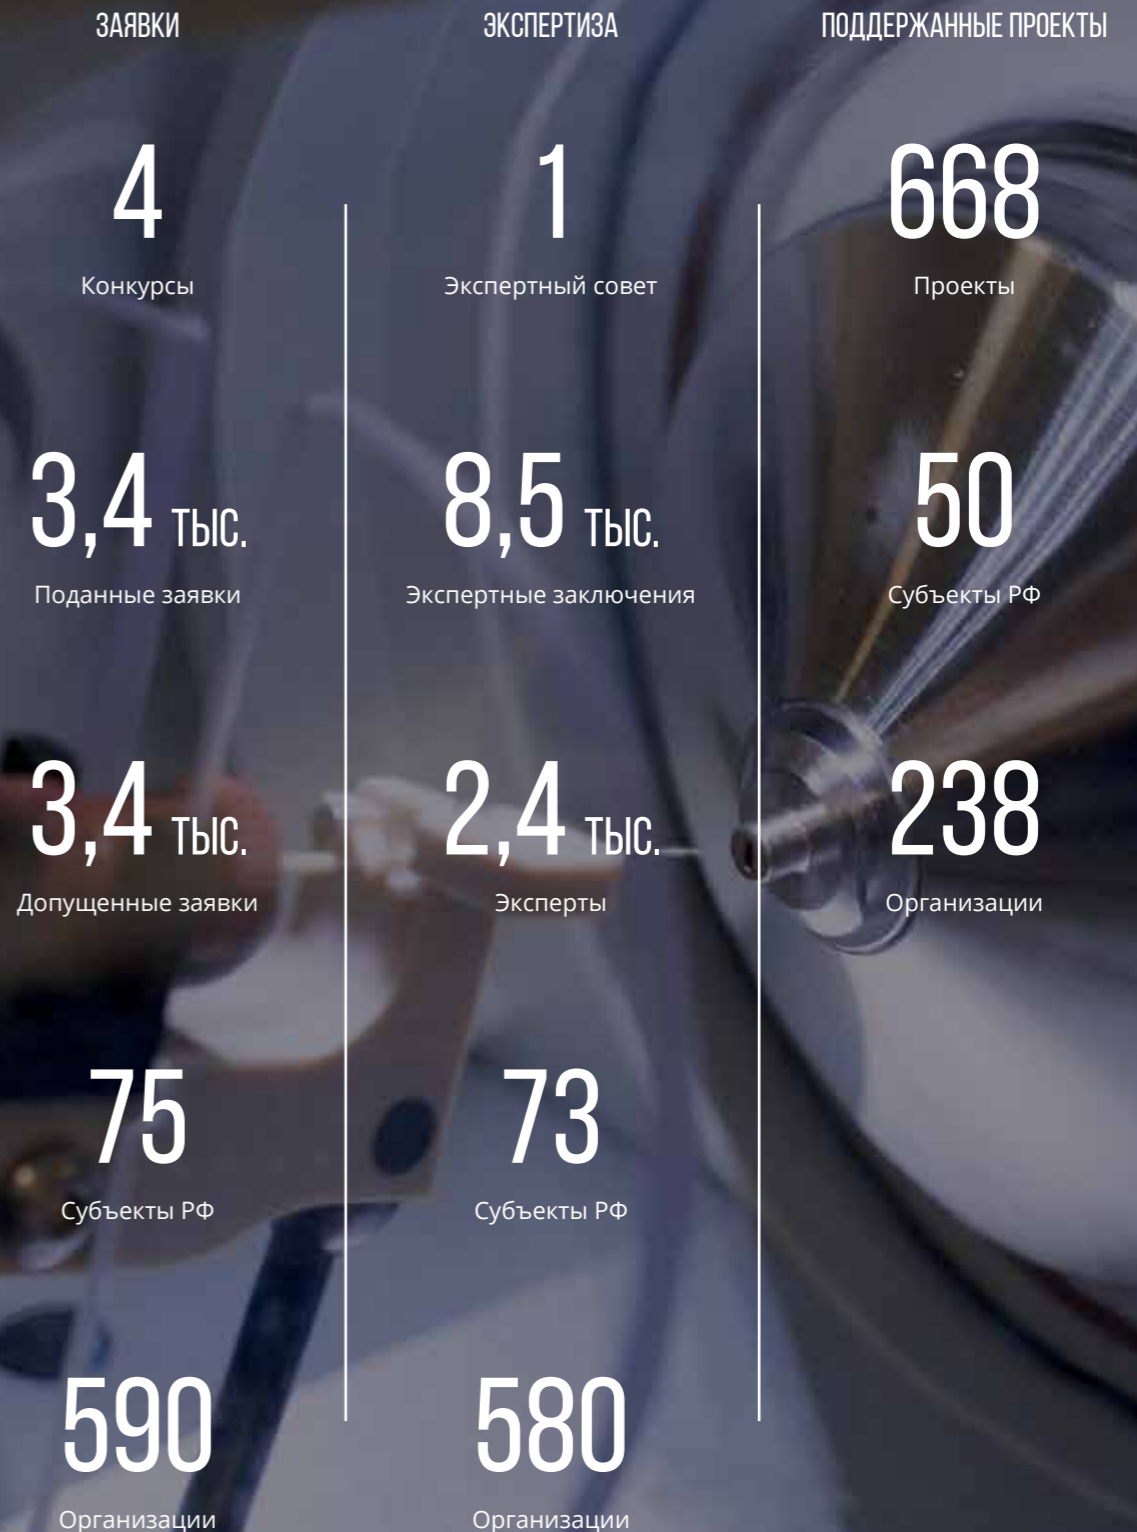 ЗАЯВКИ
4
Конкурсы
3,4 ТЫС.
Поданные заявки
3,4 ТЫС.
Допущенные заявки
75
Субъекты РФ
590
Организации
ЭКСПЕРТИЗА
1
Экспертный совет
8,5 ТЫС.
Экспертные заключения
2,4 ТЫС.
Эксперты
73
Субъекты РФ
580
Организации
ПОДДЕРЖАННЫЕ ПРОЕКТЫ
668
Проекты
50
Субъекты РФ
238
Организации